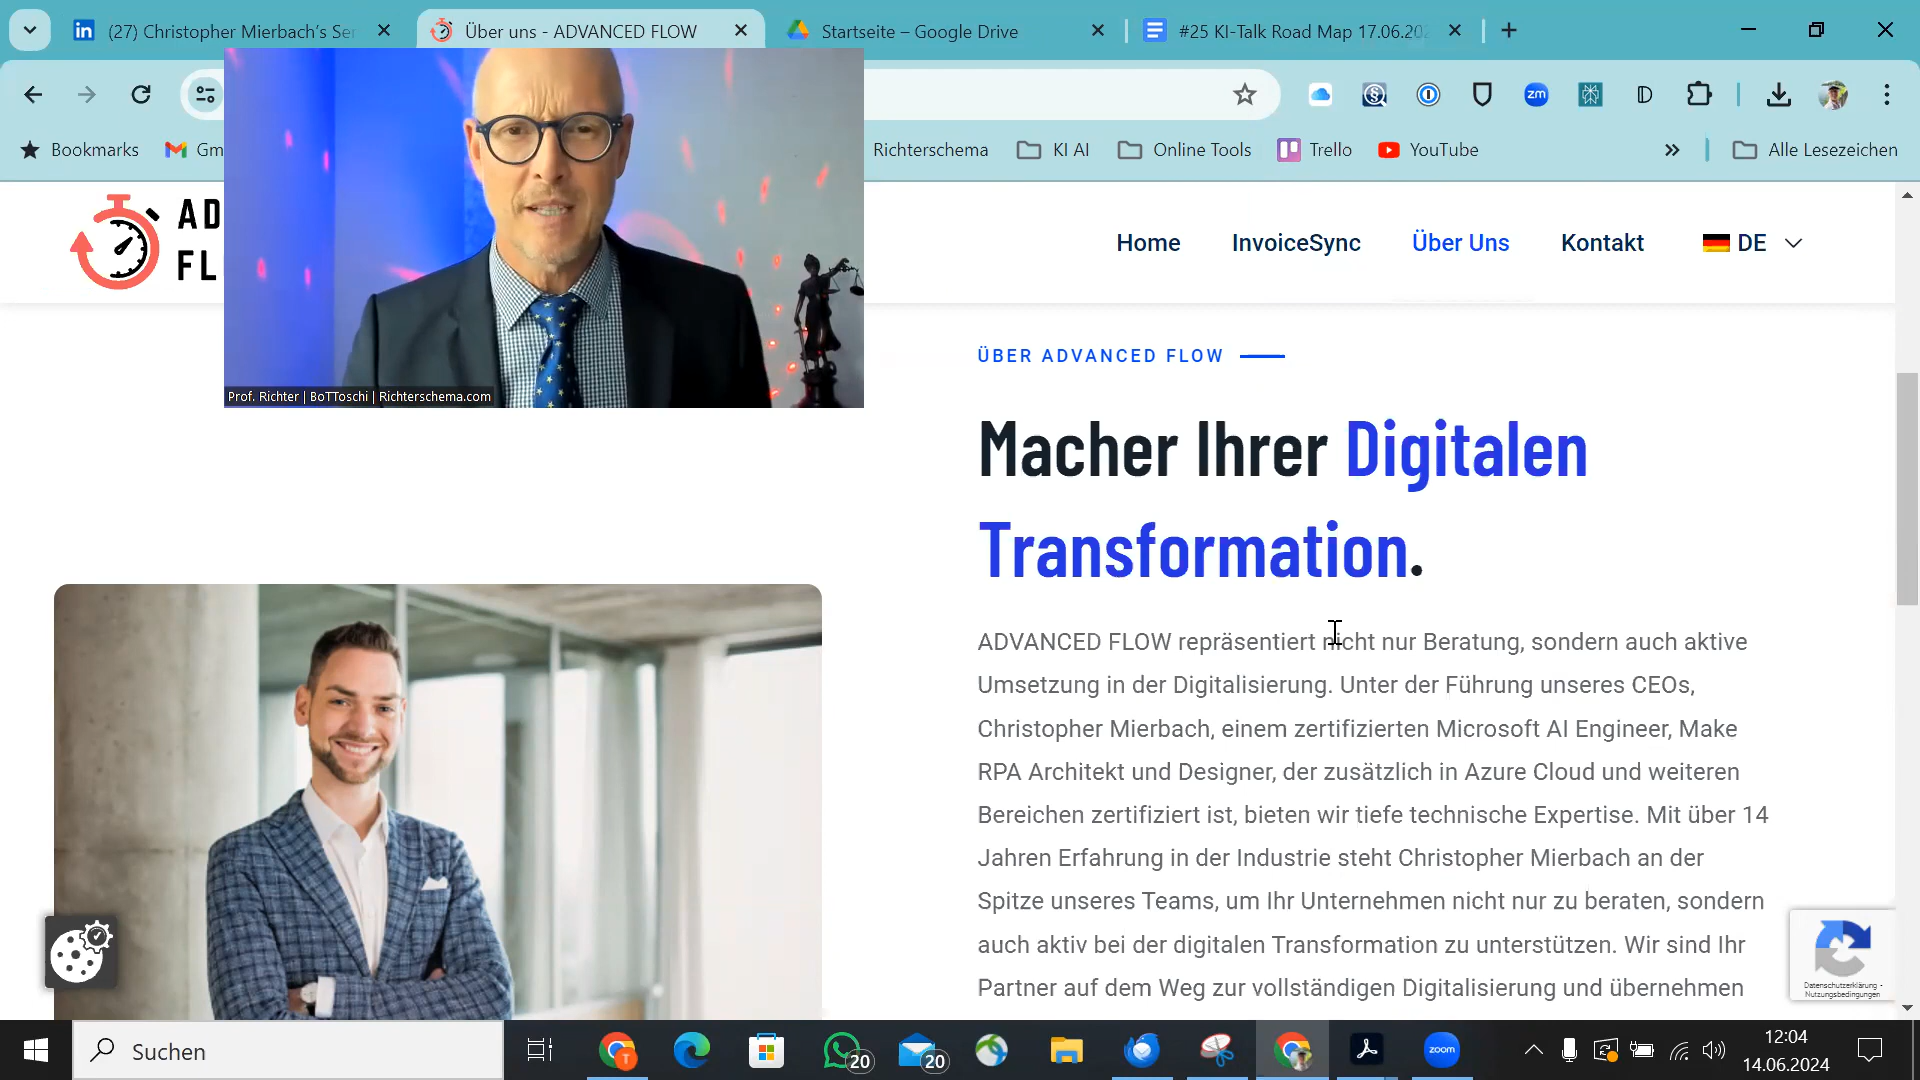 (27) Christopher Mierbach's Ser
Über uns - ADVANCED FLOW
Startseite – Google Drive
#25 KI-Talk Road Map 17.06.202
zm
Bookmarks
Gm
Richterschema
KI AI
Online Tools
Trello
YouTube
Alle Lesezeichen
AD
FL
Home
InvoiceSync
Über Uns
Kontakt
DE
Prof. Richter | BoTToschi | Richterschema.com
ÜBER ADVANCED FLOW
Macher Ihrer Digitalen
Transformation.
ADVANCED FLOW repräsentiert nicht nur Beratung, sondern auch aktive
Umsetzung in der Digitalisierung. Unter der Führung unseres CEOs,
Christopher Mierbach, einem zertifizierten Microsoft AI Engineer, Make
RPA Architekt und Designer, der zusätzlich in Azure Cloud und weiteren
Bereichen zertifiziert ist, bieten wir tiefe technische Expertise. Mit über 14
Jahren Erfahrung in der Industrie steht Christopher Mierbach an der
Spitze unseres Teams, um Ihr Unternehmen nicht nur zu beraten, sondern
auch aktiv bei der digitalen Transformation zu unterstützen. Wir sind Ihr
Partner auf dem Weg zur vollständigen Digitalisierung und übernehmen
Datenschutzerklärung -
Nutzungsbedingungen
Suchen
T
20
20
zoom
12:04
14.06.2024